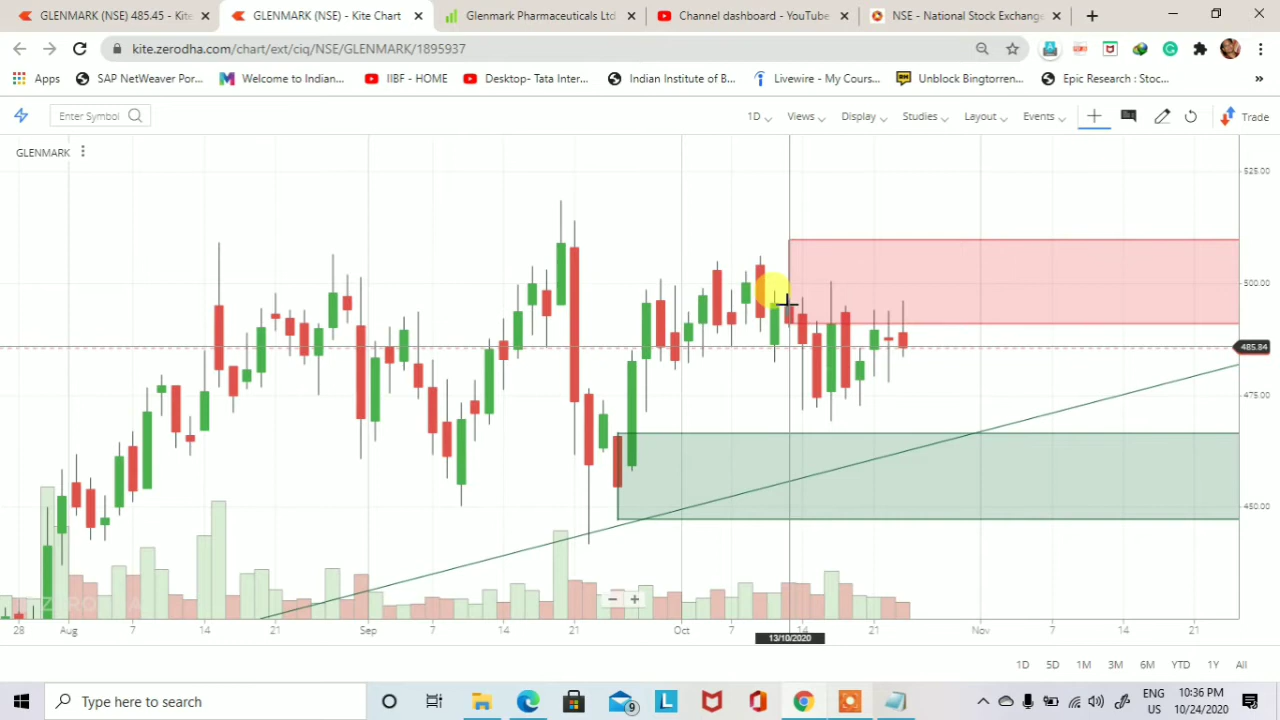 GLENMARK (NSE) 485.45 - Kite
GLENMARK (NSE) - Kite Chart
Glenmark Pharmaceuticals Ltd
Channel dashboard - YouTube
NSE - National Stock Exchang
kite.zerodha.com/chart/ext/ciq/NSE/GLENMARK/1895937
Apps
SAP NetWeaver Por...
Welcome to Indian...
IIBF - HOME
Desktop- Tata Inter...
Indian Institute of B...
Livewire - My Cours...
Unblock Bingtorren...
Epic Research : Stoc...
»
Enter Symbol
1D
Views
Display
Studies
Layout
Events
Trade
GLENMARK
525.00
500.00
485.84
475.00
450.00
28 Aug 7 14 21 Sep 7 14 21 Oct 7 14 21 Nov 7 14 21
13/10/2020
1D 5D 1M 3M 6M YTD 1Y All
Type here to search
9
L
ENG
US
10:36 PM
10/24/2020